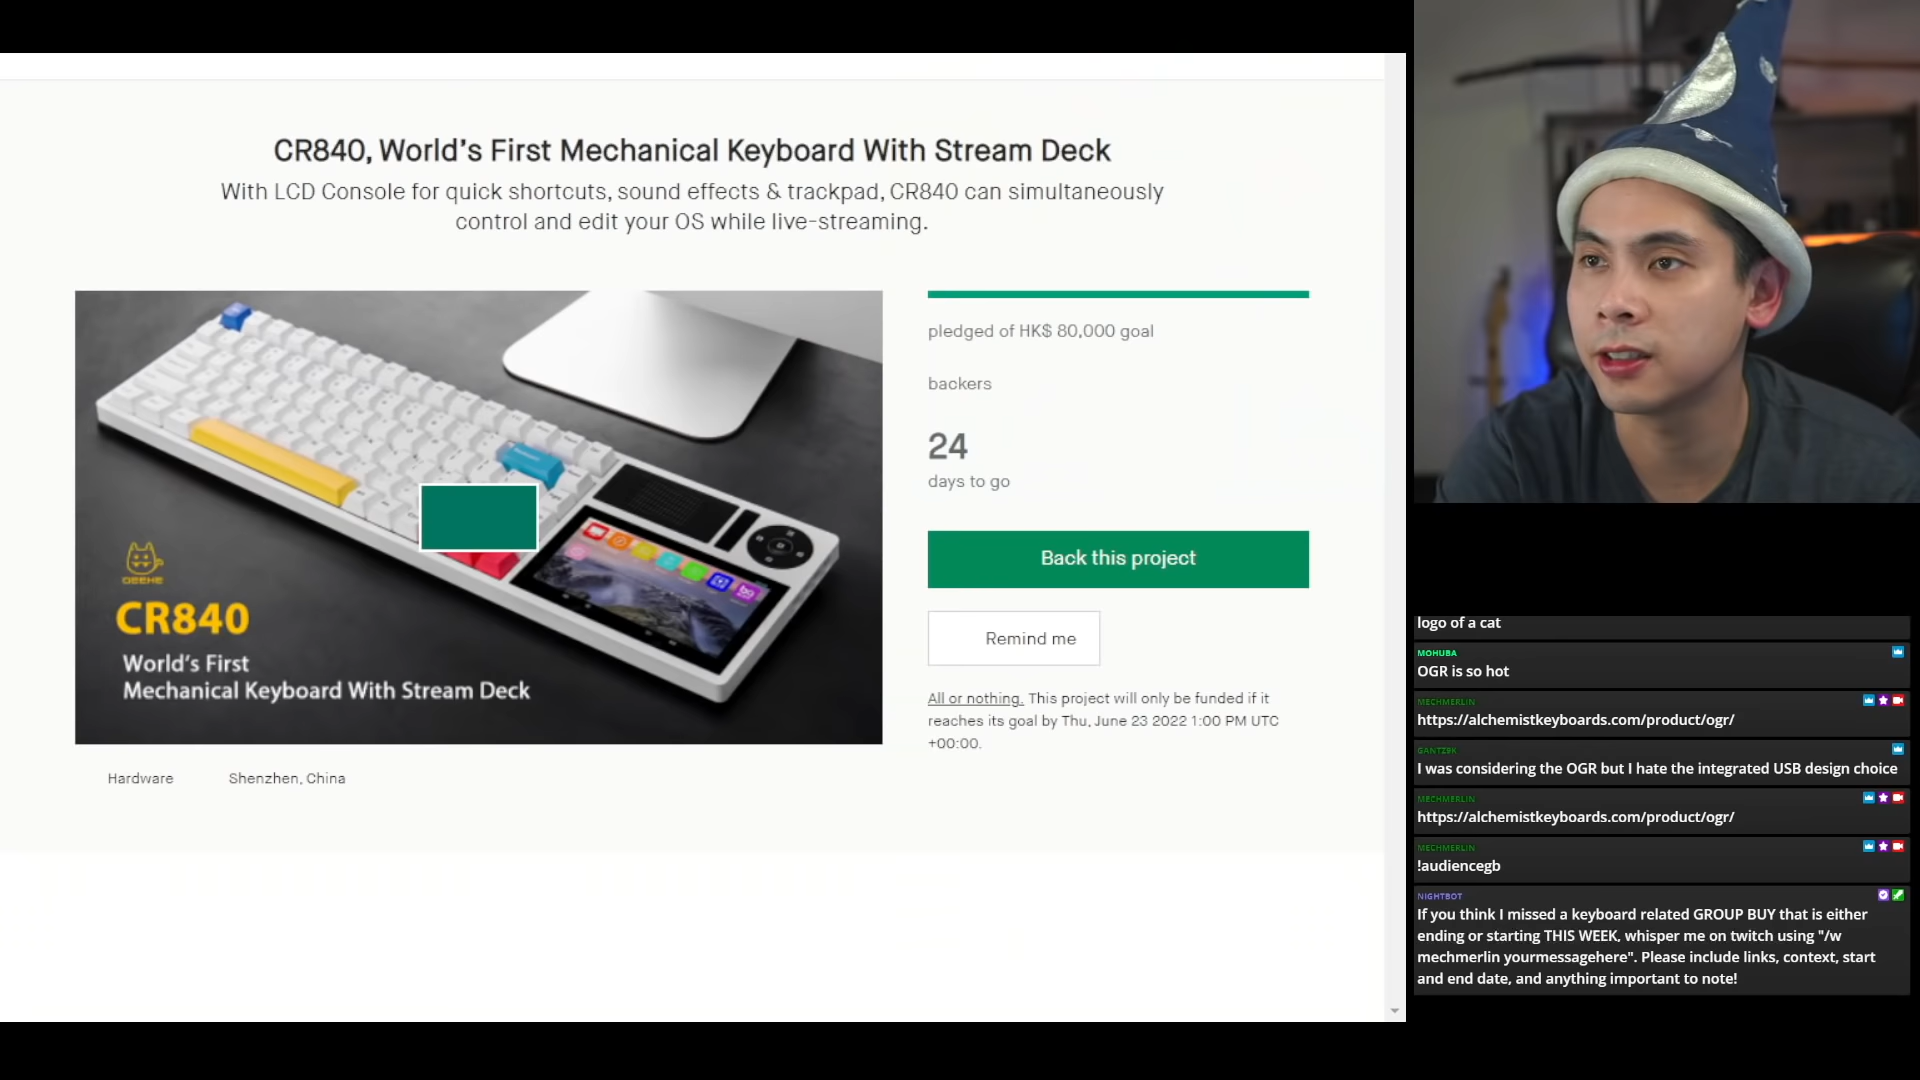 CR840, World's First Mechanical Keyboard With Stream Deck
With LCD Console for quick shortcuts, sound effects & trackpad, CR840 can simultaneously
control and edit your OS while live-streaming.
CR840
World's First
Mechanical Keyboard With Stream Deck
Hardware
Shenzhen, China
pledged of HK$ 80,000 goal
backers
24
days to go
Back this project
Remind me
All or nothing. This project will only be funded if it
reaches its goal by Thu, June 23 2022 1:00 PM UTC
+00:00.
logo of a cat
MOHUBA
OGR is so hot
MECHMERLIN
https://alchemistkeyboards.com/product/ogr/
GANTZ9K
I was considering the OGR but I hate the integrated USB design choice
MECHMERLIN
https://alchemistkeyboards.com/product/ogr/
MECHMERLIN
!audiencegb
NIGHTBOT
If you think I missed a keyboard related GROUP BUY that is either
ending or starting THIS WEEK, whisper me on twitch using "/w
mechmerlin yourmessagehere". Please include links, context, start
and end date, and anything important to note!